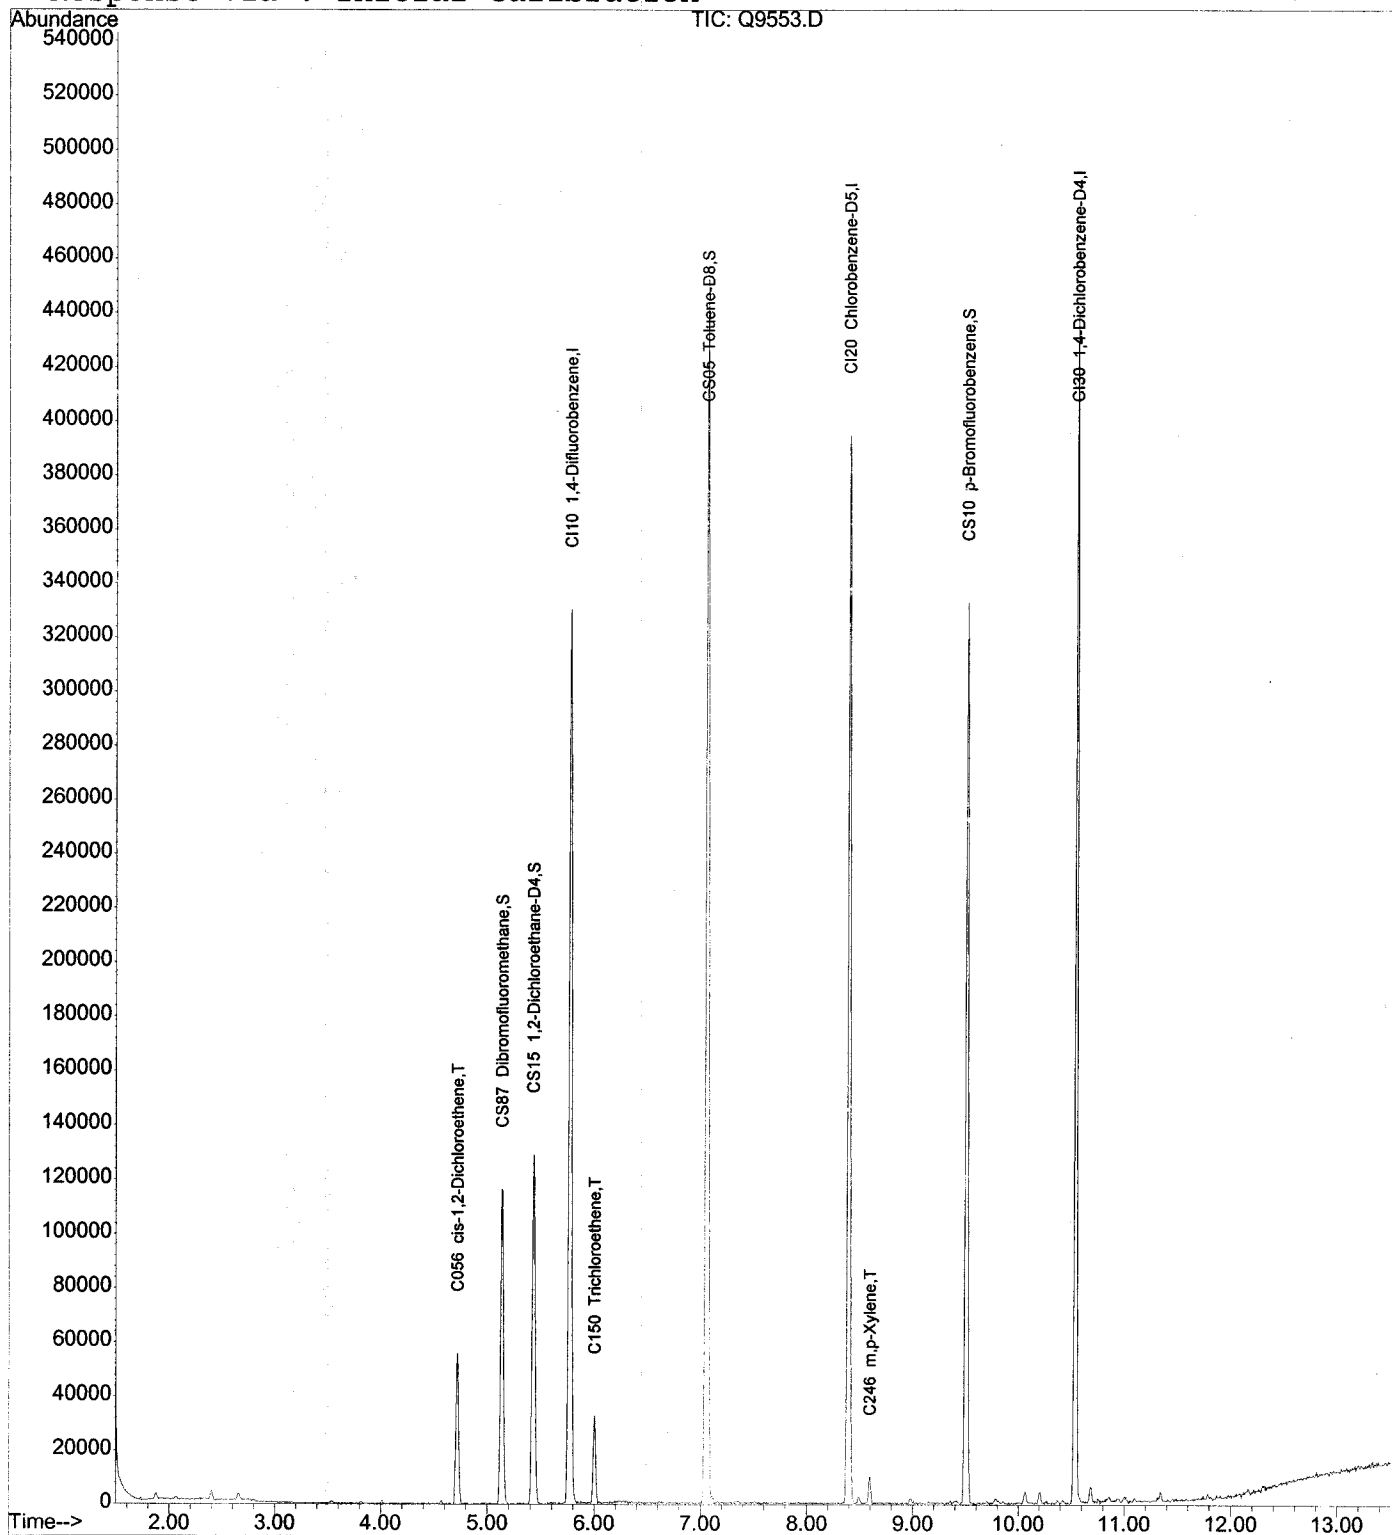 Response via : Initial Calibration
Abundance
TIC: Q9553.D
540000
520000
500000
480000
460000
440000
420000
400000
380000
360000
340000
320000
300000
280000
260000
240000
220000
200000
180000
160000
140000
120000
100000
80000
60000
40000
20000
0
C056 cis-1,2-Dichloroethene,T
CS87 Dibromofluoromethane,S
CS15 1,2-Dichloroethane-D4,S
CI10 1,4-Difluorobenzene,I
C150 Trichloroethene,T
CS05 Toluene-D8,S
CI20 Chlorobenzene-D5,I
C246 m,p-Xylene,T
CS10 p-Bromofluorobenzene,S
CI30 1,4-Dichlorobenzene-D4,I
Time--> 2.00 3.00 4.00 5.00 6.00 7.00 8.00 9.00 10.00 11.00 12.00 13.00